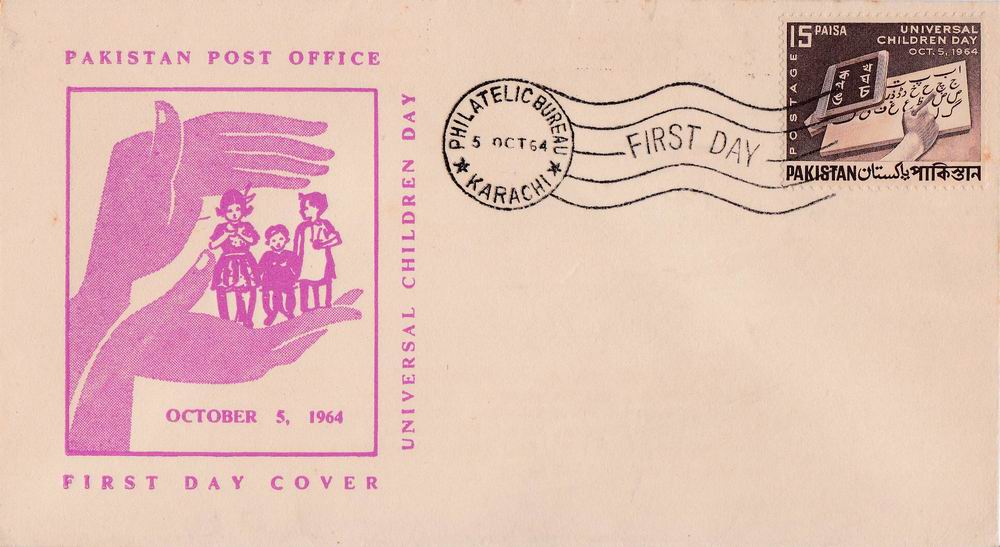 PAKISTAN POST OFFICE
UNIVERSAL CHILDREN DAY
OCTOBER 5, 1964
FIRST DAY COVER
PHILATELIC BUREAU
5 OCT 64
KARACHI
FIRST DAY
15 PAISA
UNIVERSAL
CHILDREN DAY
OCT. 5, 1964
POSTAGE
PAKISTAN پاکستان পাকিস্তান